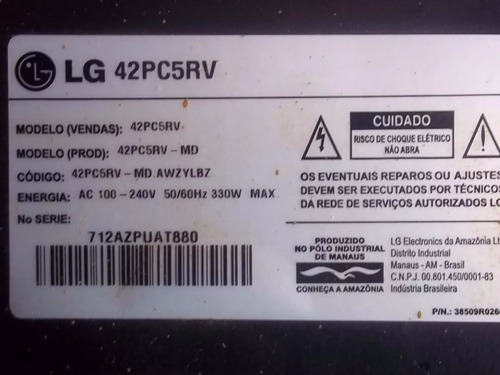 LG 42PC5RV
MODELO (VENDAS): 42PC5RV
MODELO (PROD): 42PC5RV - MD
CÓDIGO: 42PC5RV - MD.AWZYLBZ
ENERGIA: AC 100-240V 50/60Hz 330W MAX
No SERIE:
712AZPUAT880
CUIDADO
RISCO DE CHOQUE ELÉTRICO
NÃO ABRA
OS EVENTUAIS REPAROS OU AJUSTES
DEVEM SER EXECUTADOS POR TÉCNICOS
DA REDE DE SERVIÇOS AUTORIZADOS
PRODUZIDO
NO PÓLO INDUSTRIAL
DE MANAUS
CONHEÇA A AMAZÔNIA
LG Electronics da Amazônia
Distrito Industrial
Manaus - AM - Brasil
C.N.P.J. 00.801.450/0001-83
Indústria Brasileira
P/N.: